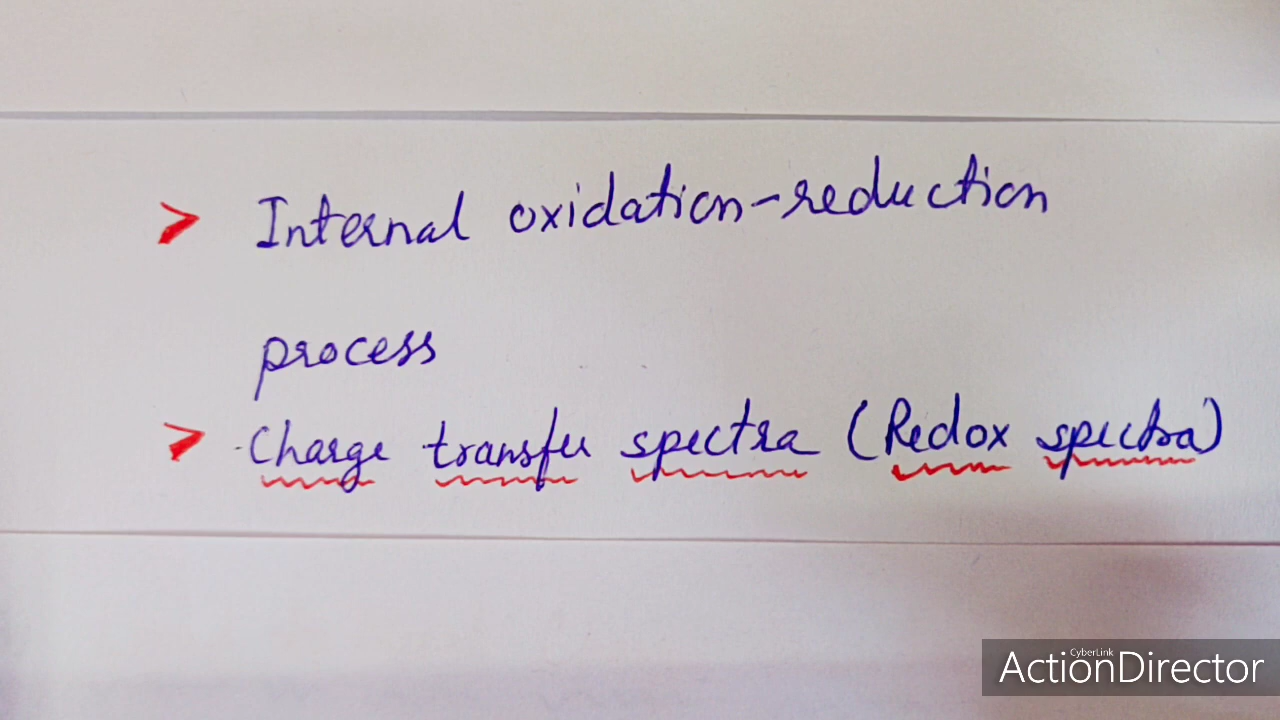 > Internal oxidation-reduction
process
> Charge transfer spectra (Redox spectra)
CyberLink
ActionDirector